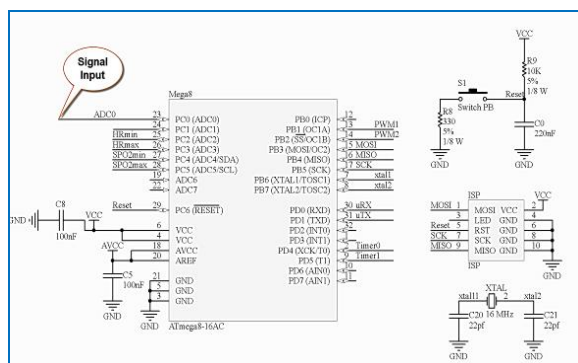 Signal
Input
Mega8
ADC0
23
PC0 (ADC0)
24
PC1 (ADC1)
HRmin
25
PC2 (ADC2)
HRmax
26
PC3 (ADC3)
SPO2min
27
PC4 (ADC4/SDA)
SPO2max
28
PC5 (ADC5/SCL)
19
ADC6
22
ADC7
Reset
29
PC6 (RESET)
6
VCC
4
VCC
18
AVCC
20
AREF
21
GND
5
GND
3
GND
PB0 (ICP)
12
PB1 (OC1A)
13
PWM1
PB2 (SS/OC1B)
14
PWM2
PB3 (MOSI/OC2)
15
MOSI
PB4 (MISO)
16
MISO
PB5 (SCK)
17
SCK
PB6 (XTAL1/TOSC1)
7
xtal1
PB7 (XTAL2/TOSC2)
8
xtal2
PD0 (RXD)
30
uRX
PD1 (TXD)
31
uTX
PD2 (INT0)
32
PD3 (INT1)
1
PD4 (XCK/T0)
2
Timer0
PD5 (T1)
9
Timer1
PD6 (AIN0)
10
PD7 (AIN1)
11
ATmega8-16AC
GND
C8
100nF
VCC
AVCC
C5
100nF
GND
GND
VCC
R9
10K
5%
1/8 W
S1
Switch PB
Reset
R8
330
5%
1/8 W
C0
220nF
GND
GND
ISP
VCC
MOSI 1 MOSI VCC 2
3 LED GND 4
Reset 5 RST GND 6
SCK 7 SCK GND 8
MISO 9 MISO GND 10
ISP
GND
XTAL
xtal1 1 2 xtal2
16 MHz
C20
22pf
C21
22pf
GND
GND